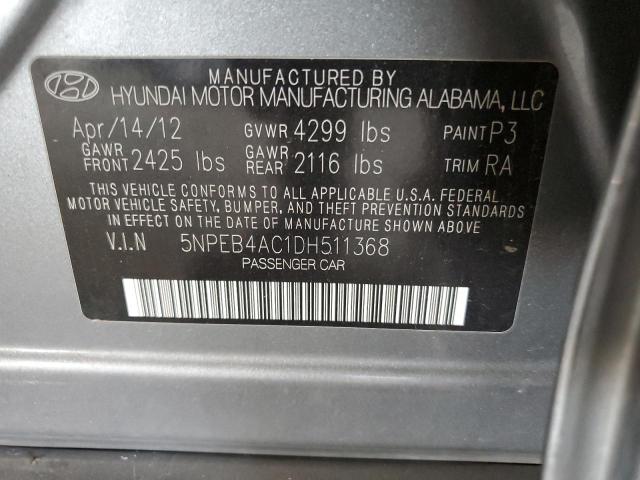 MANUFACTURED BY
HYUNDAI MOTOR MANUFACTURING ALABAMA, LLC
Apr/14/12 GVWR 4299 lbs PAINT P3
GAWR FRONT 2425 lbs GAWR REAR 2116 lbs TRIM RA
THIS VEHICLE CONFORMS TO ALL APPLICABLE U.S.A. FEDERAL
MOTOR VEHICLE SAFETY, BUMPER, AND THEFT PREVENTION STANDARDS
IN EFFECT ON THE DATE OF MANUFACTURE SHOWN ABOVE.
V.I.N 5NPEB4AC1DH511368
PASSENGER CAR